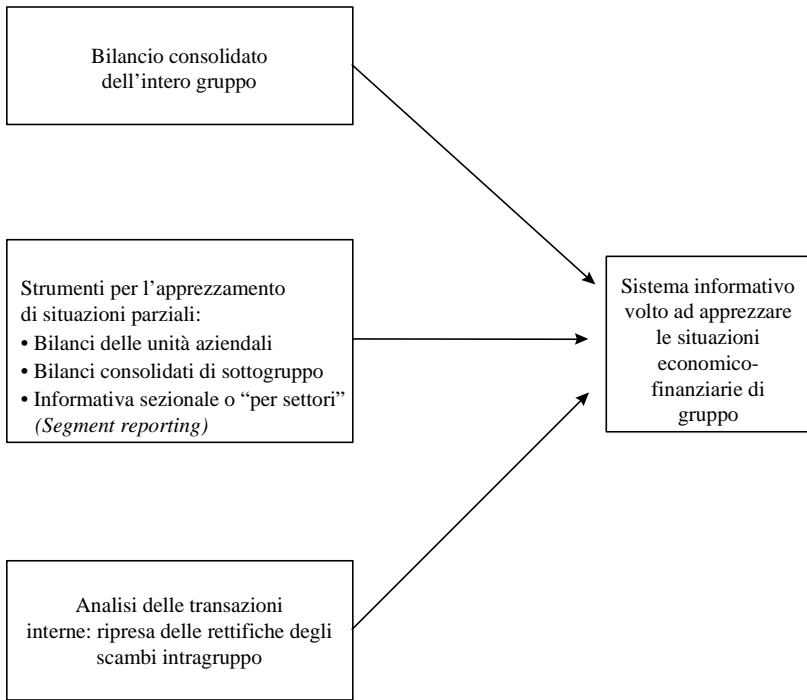 Bilancio consolidato
dell’intero gruppo
Strumenti per l’apprezzamento
di situazioni parziali:
• Bilanci delle unità aziendali
• Bilanci consolidati di sottogruppo
• Informativa sezionale o “per settori”
(Segment reporting)
Analisi delle transazioni
interne: ripresa delle rettifiche degli
scambi intragruppo
Sistema informativo
volto ad apprezzare
le situazioni
economico-
finanziarie di
gruppo